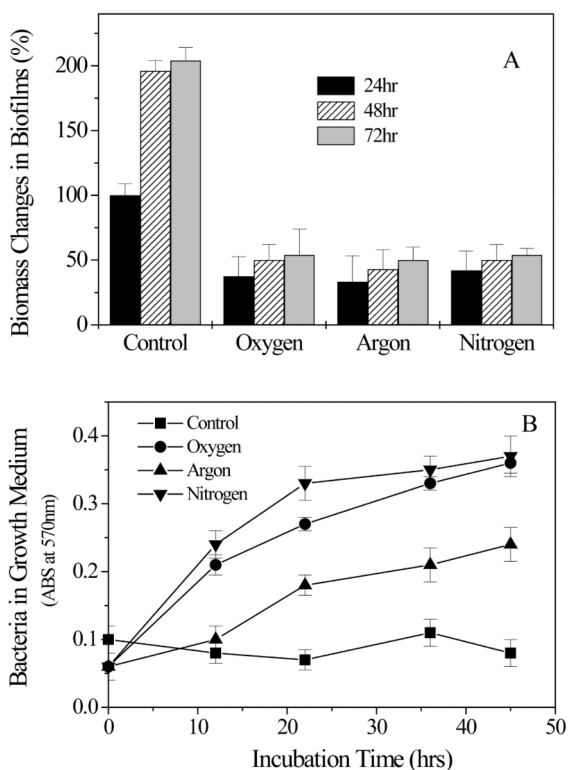 A
Biomass Changes in Biofilms (%)
200
150
100
50
0
24hr
48hr
72hr
Control Oxygen Argon Nitrogen
B
Bacteria in Growth Medium
(ABS at 570nm)
0.4
0.3
0.2
0.1
0.0
Control
Oxygen
Argon
Nitrogen
0 10 20 30 40 50
Incubation Time (hrs)